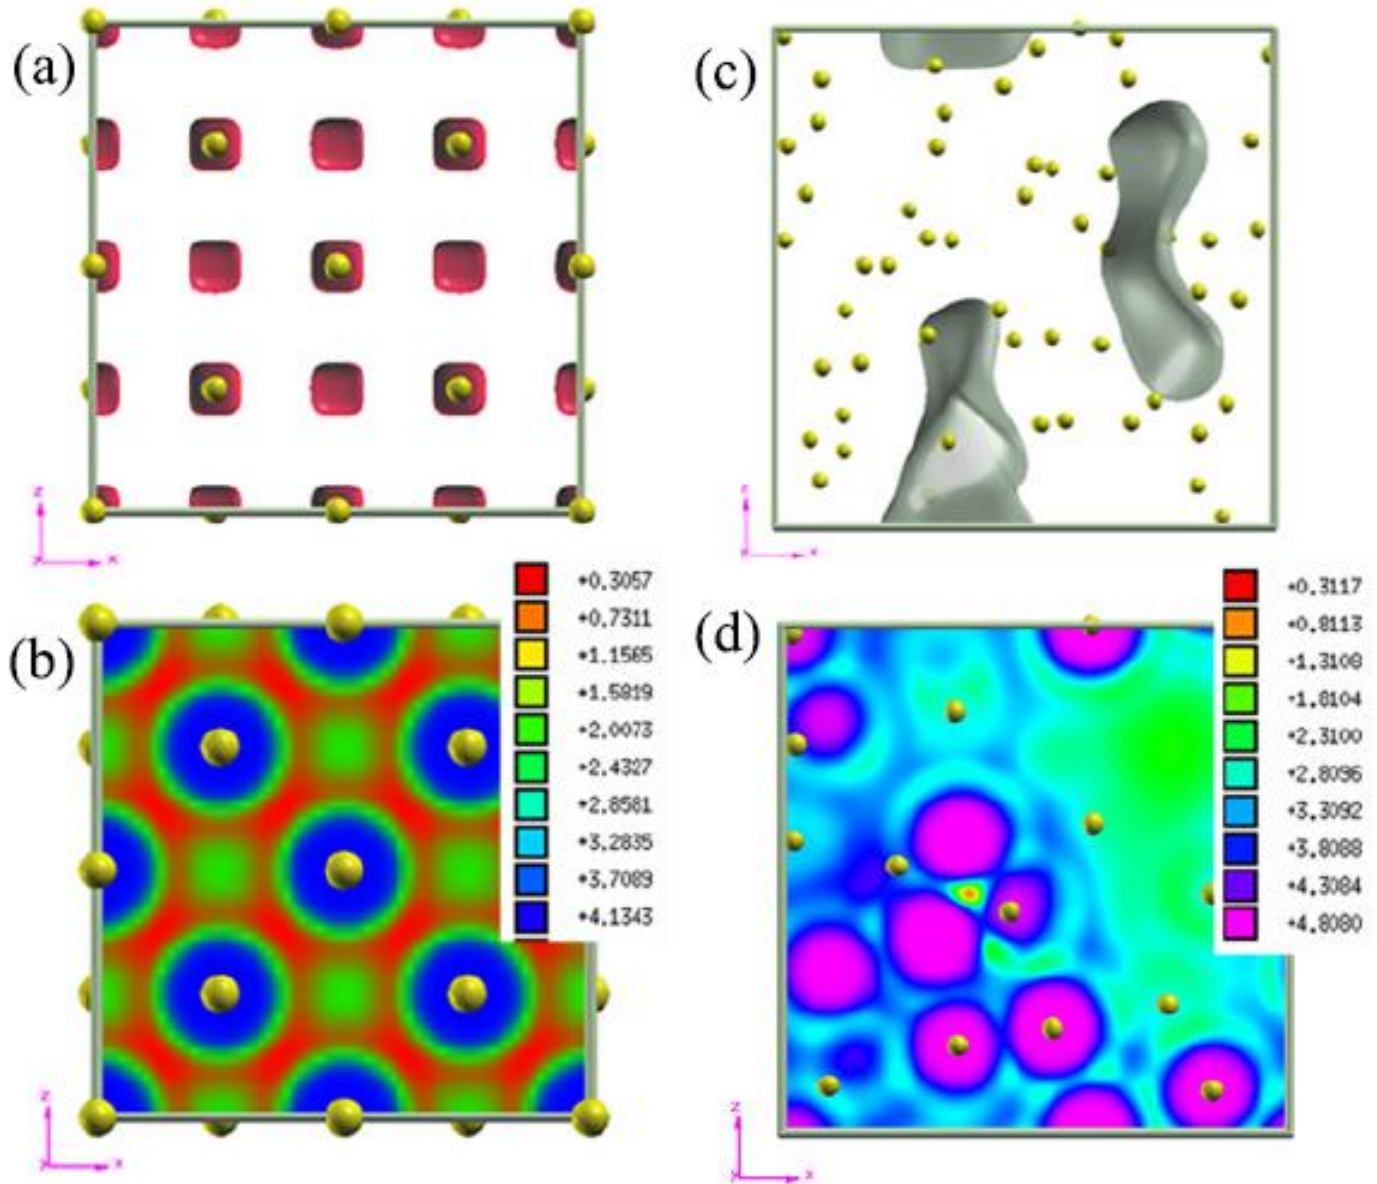 (a)
(c)
z
x
z
x
(b)
+0.3057
+0.7311
+1.1565
+1.5819
+2.0073
+2.4327
+2.8581
+3.2835
+3.7089
+4.1343
z
x
(d)
+0.3117
+0.8113
+1.3108
+1.8104
+2.3100
+2.8096
+3.3092
+3.8088
+4.3084
+4.8080
z
x